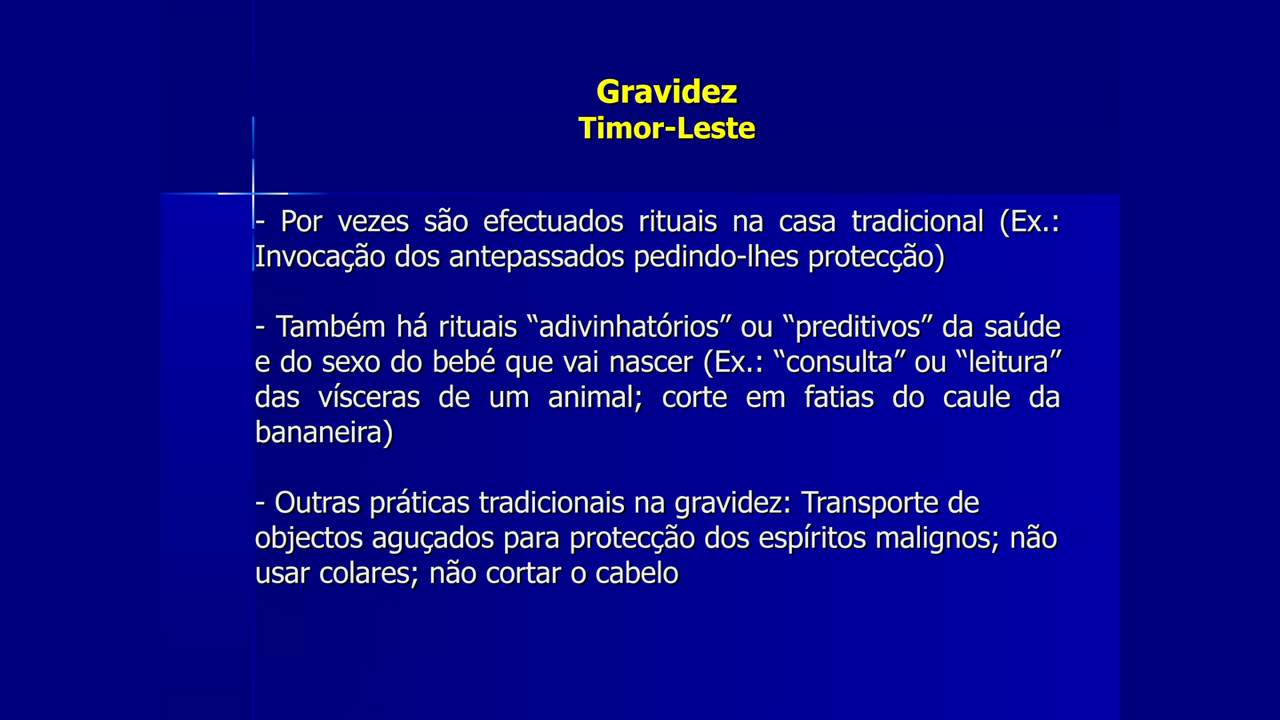 Gravidez
Timor-Leste
- Por vezes são efectuados rituais na casa tradicional (Ex.:
Invocação dos antepassados pedindo-lhes protecção)
- Também há rituais “adivinhatórios” ou “preditivos” da saúde
e do sexo do bebé que vai nascer (Ex.: “consulta” ou “leitura”
das vísceras de um animal; corte em fatias do caule da
bananeira)
- Outras práticas tradicionais na gravidez: Transporte de
objectos aguçados para protecção dos espíritos malignos; não
usar colares; não cortar o cabelo